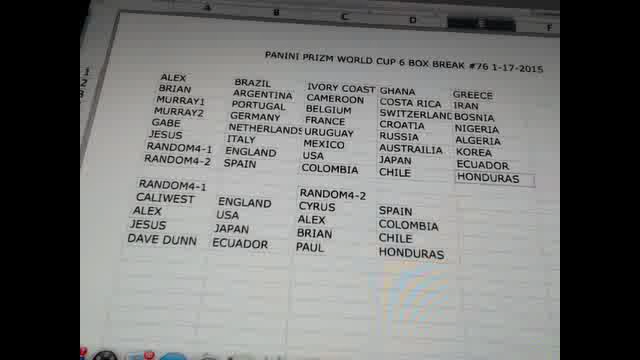 A B C D E F
PANINI PRIZM WORLD CUP 6 BOX BREAK #76 1-17-2015
ALEX BRAZIL IVORY COAST GHANA GREECE
BRIAN ARGENTINA CAMEROON COSTA RICA IRAN
MURRAY1 PORTUGAL BELGIUM SWITZERLAND BOSNIA
MURRAY2 GERMANY FRANCE CROATIA NIGERIA
GABE NETHERLANDS URUGUAY RUSSIA ALGERIA
JESUS ITALY MEXICO AUSTRAILIA KOREA
RANDOM4-1 ENGLAND USA JAPAN ECUADOR
RANDOM4-2 SPAIN COLOMBIA CHILE HONDURAS
RANDOM4-1 RANDOM4-2
CALIWEST ENGLAND CYRUS SPAIN
ALEX USA ALEX COLOMBIA
JESUS JAPAN BRIAN CHILE
DAVE DUNN ECUADOR PAUL HONDURAS